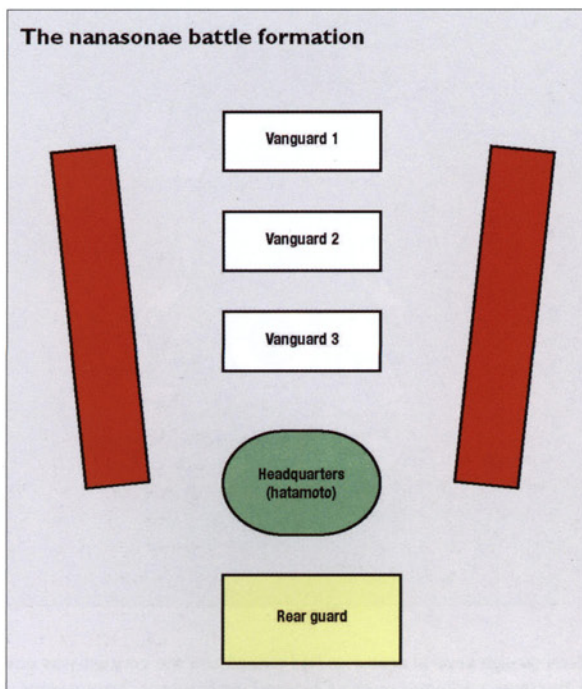 The nanasonae battle formation
Vanguard 1
Vanguard 2
Vanguard 3
Headquarters
(hatamoto)
Rear guard